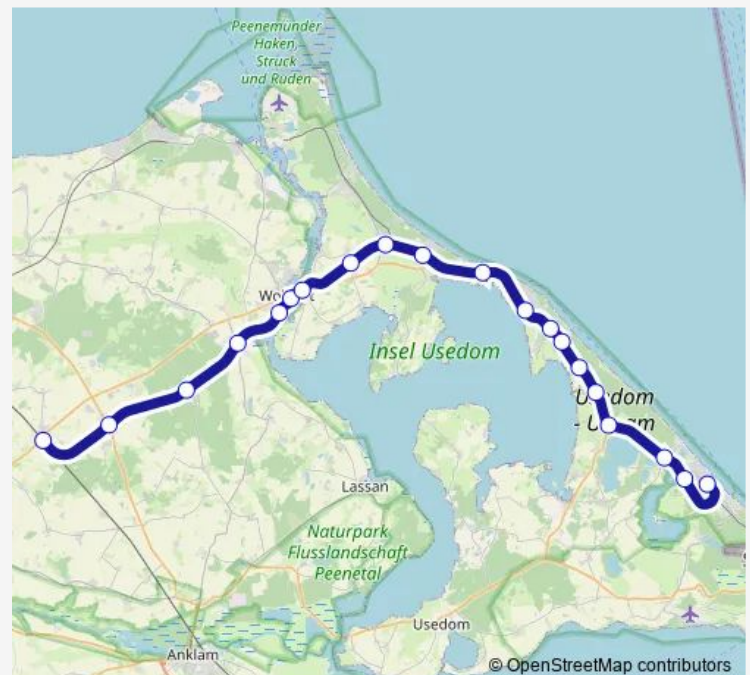 Peenemünder
Haken,
Struck
und Ruden
Insel Usedom
Lassan
Naturpark
Flusslandschaft
Peenetal
Usedom
Anklam
© OpenStreetMap contributors